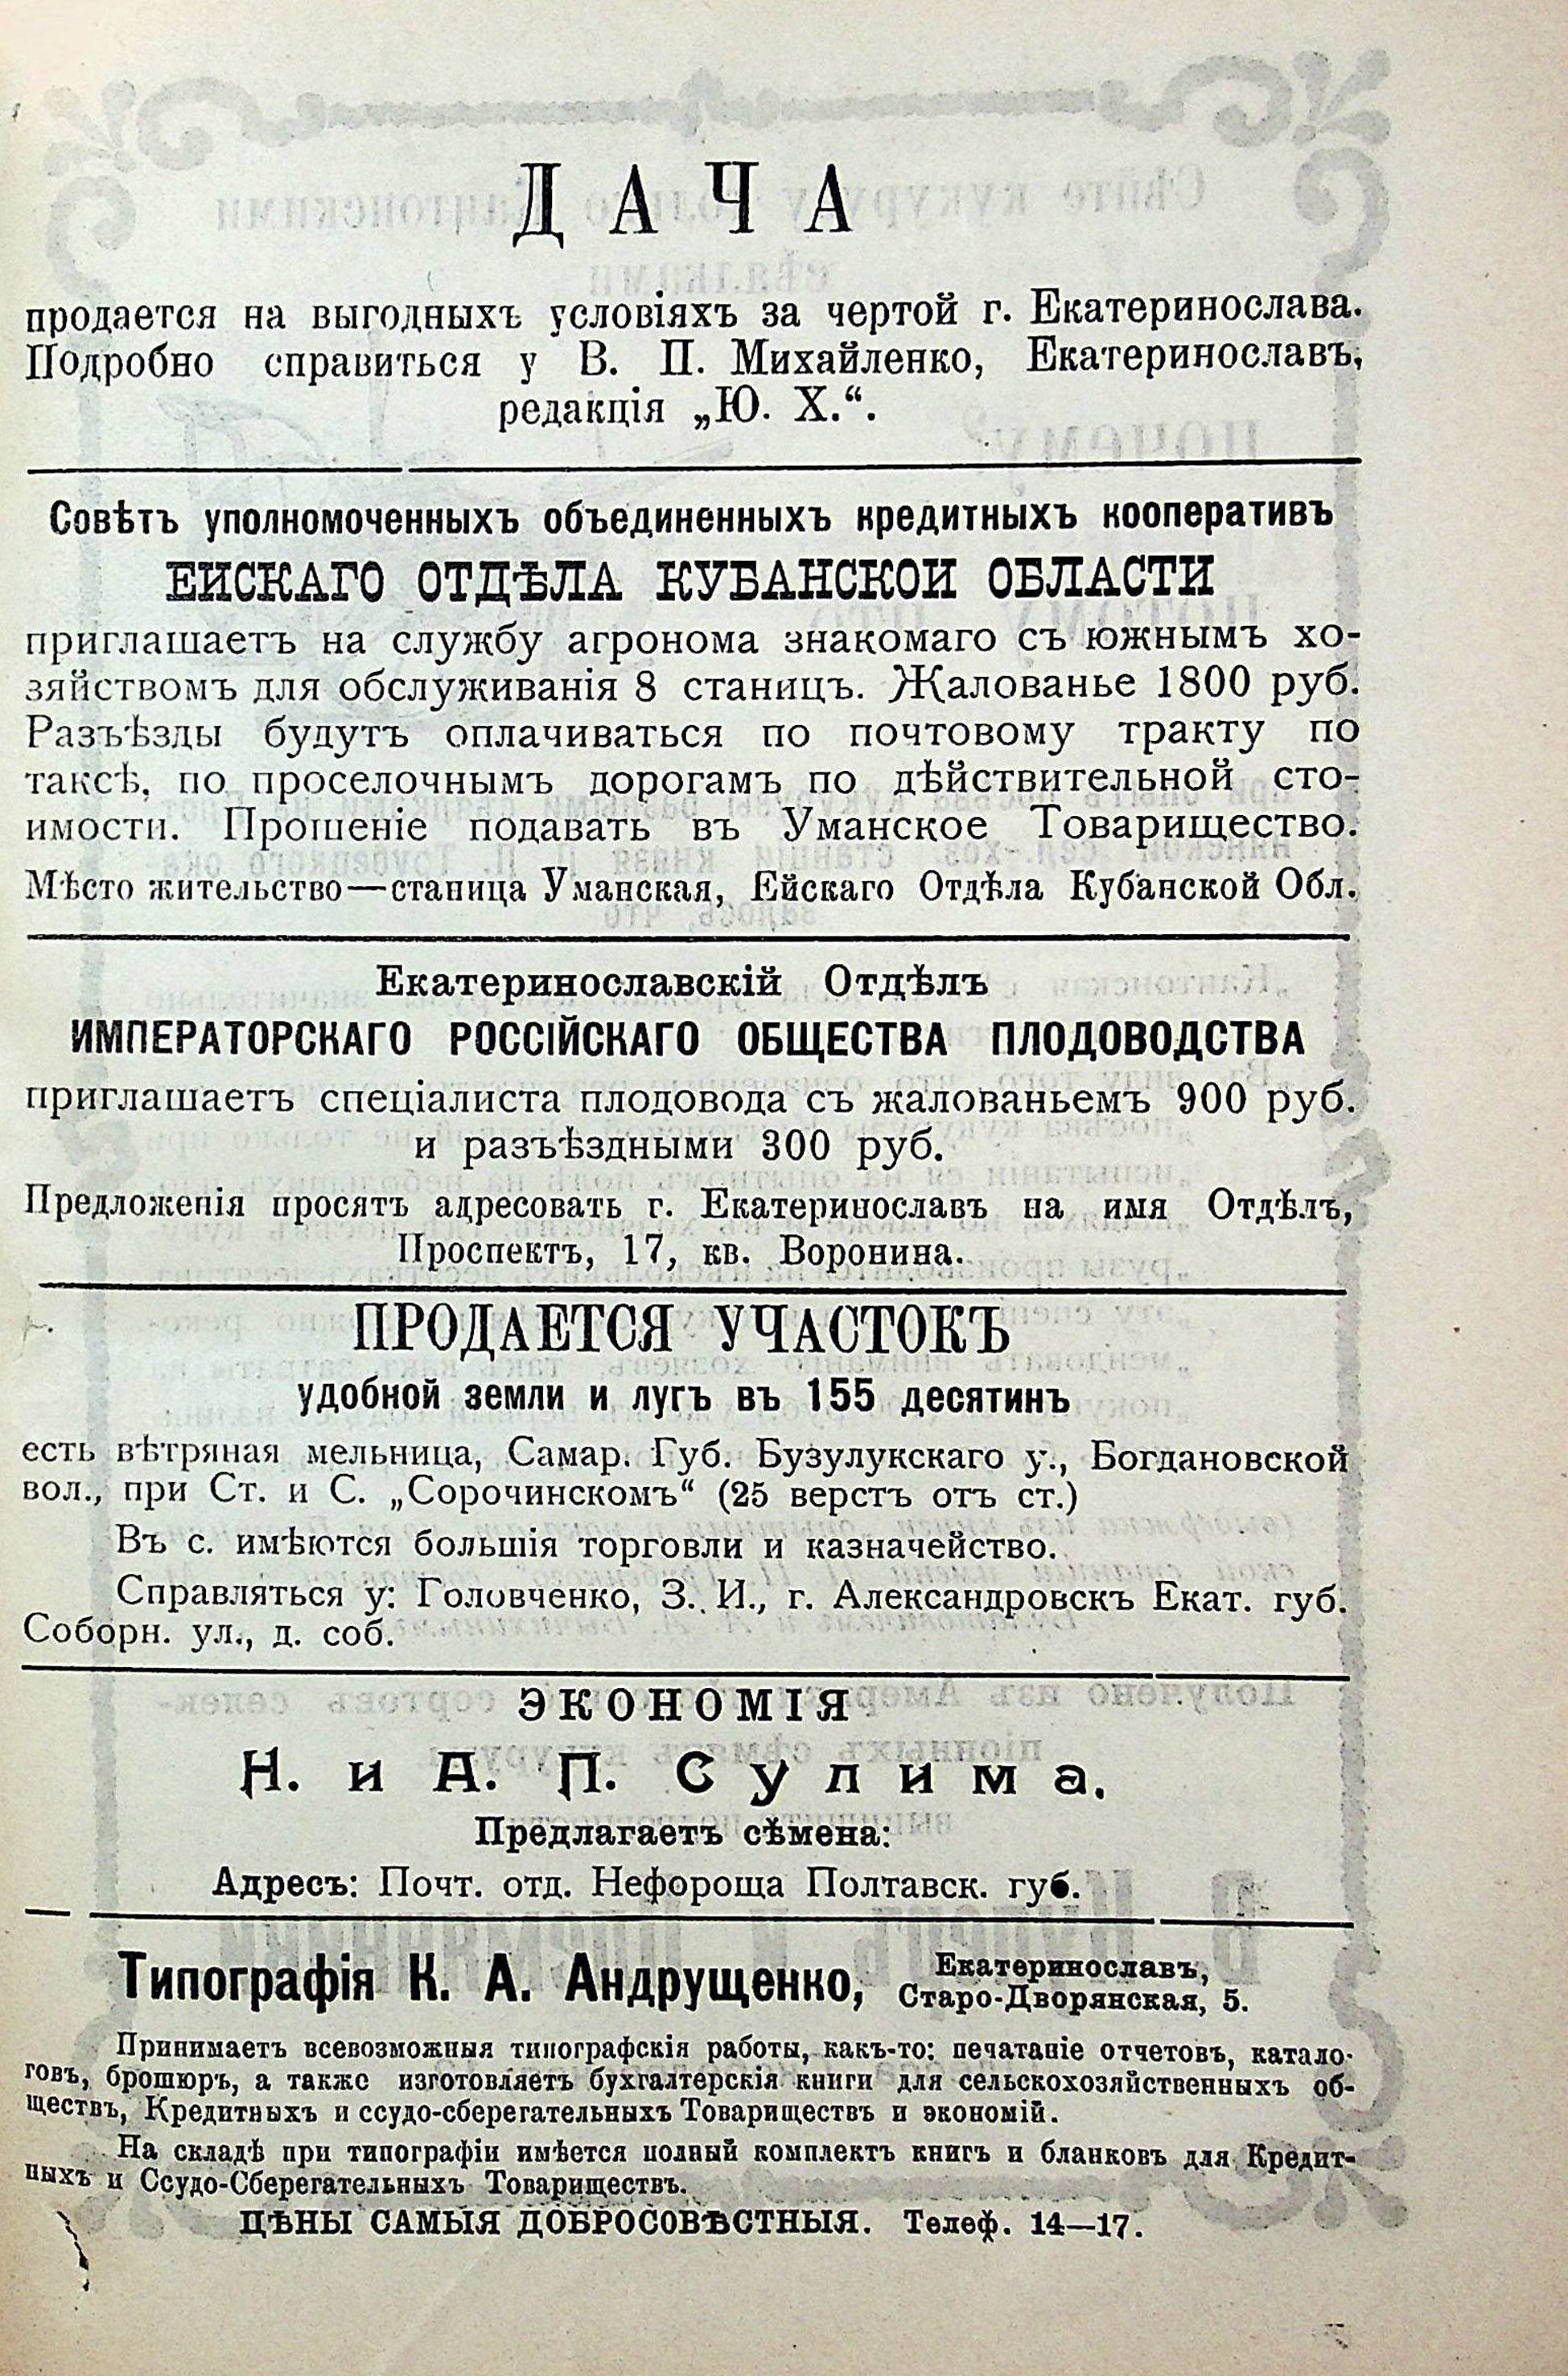 ДАЧА
продается на выгодныхъ условіяхъ за чертой г. Екатеринослава.
Подробно справиться у В. П. Михайленко, Екатеринославъ,
редакція „Ю. Х.“.
Совѣтъ уполномоченныхъ объединенныхъ кредитныхъ кооперативъ
ЕЙСКАГО ОТДѢЛА КУБАНСКОЙ ОБЛАСТИ
приглашаетъ на службу агронома знакомаго съ южнымъ хо-
зяйствомъ для обслуживанія 8 станицъ. Жалованье 1800 руб.
Разъѣзды будутъ оплачиваться по почтовому тракту по
таксѣ, по проселочнымъ дорогамъ по дѣйствительной сто-
имости. Прошеніе подавать въ Уманское Товарищество.
Мѣсто жительство—станица Уманская, Ейскаго Отдѣла Кубанской Обл.
Екатеринославскій Отдѣлъ
ИМПЕРАТОРСКАГО РОССІЙСКАГО ОБЩЕСТВА ПЛОДОВОДСТВА
приглашаетъ спеціалиста плодовода съ жалованьемъ 900 руб.
и разъѣздными 300 руб.
Предложенія просятъ адресовать г. Екатеринославъ на имя Отдѣлъ,
Проспектъ, 17, кв. Воронина.
ПРОДАЕТСЯ УЧАСТОКЪ
удобной земли и лугъ въ 155 десятинъ
есть вѣтряная мельница, Самар. Губ. Бузулукскаго у., Богдановской
вол., при Ст. и С. „Сорочинскомъ“ (25 верстъ отъ ст.)
Въ с. имѣются большія торговли и казначейство.
Справляться у: Головченко, З. И., г. Александровскъ Екат. губ.
Соборн. ул., д. соб.
ЭКОНОМІЯ
Н. и А. П. Сулима.
Предлагаетъ сѣмена:
Адресъ: Почт. отд. Нефороща Полтавск. губ.
Типографія К. А. Андрущенко, Екатеринославъ,
Старо-Дворянская, 5.
Принимаетъ всевозможныя типографскія работы, какъ-то: печатаніе отчетовъ, катало-
говъ, брошюръ, а также изготовляетъ бухгалтерскія книги для сельскохозяйственныхъ об-
ществъ, Кредитныхъ и ссудо-сберегательныхъ Товариществъ и экономій.
На складѣ при типографіи имѣется полный комплектъ книгъ и бланковъ для Кредит-
ныхъ и Ссудо-Сберегательныхъ Товариществъ.
ЦѢНЫ САМЫЯ ДОБРОСОВѢСТНЫЯ. Телеф. 14—17.